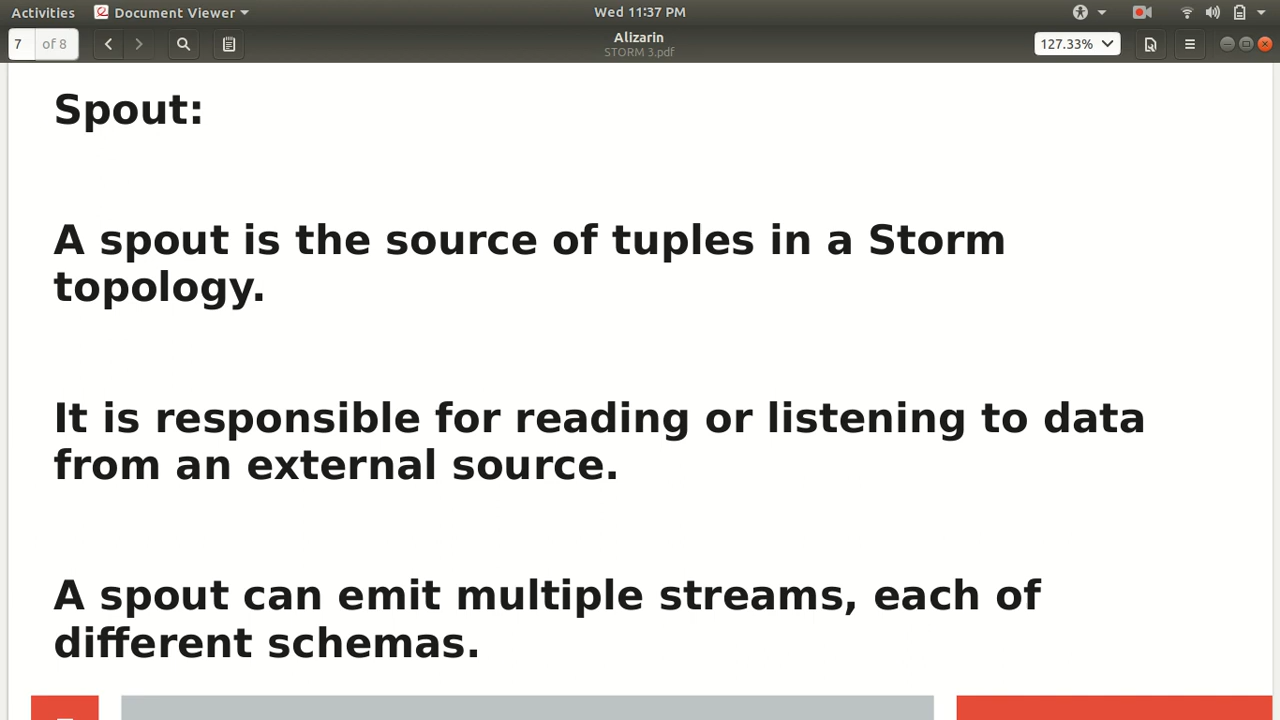 Activities Document Viewer Wed 11:37 PM
7 of 8 Alizarin 127.33%
STORM 3.pdf
Spout:
A spout is the source of tuples in a Storm
topology.
It is responsible for reading or listening to data
from an external source.
A spout can emit multiple streams, each of
different schemas.